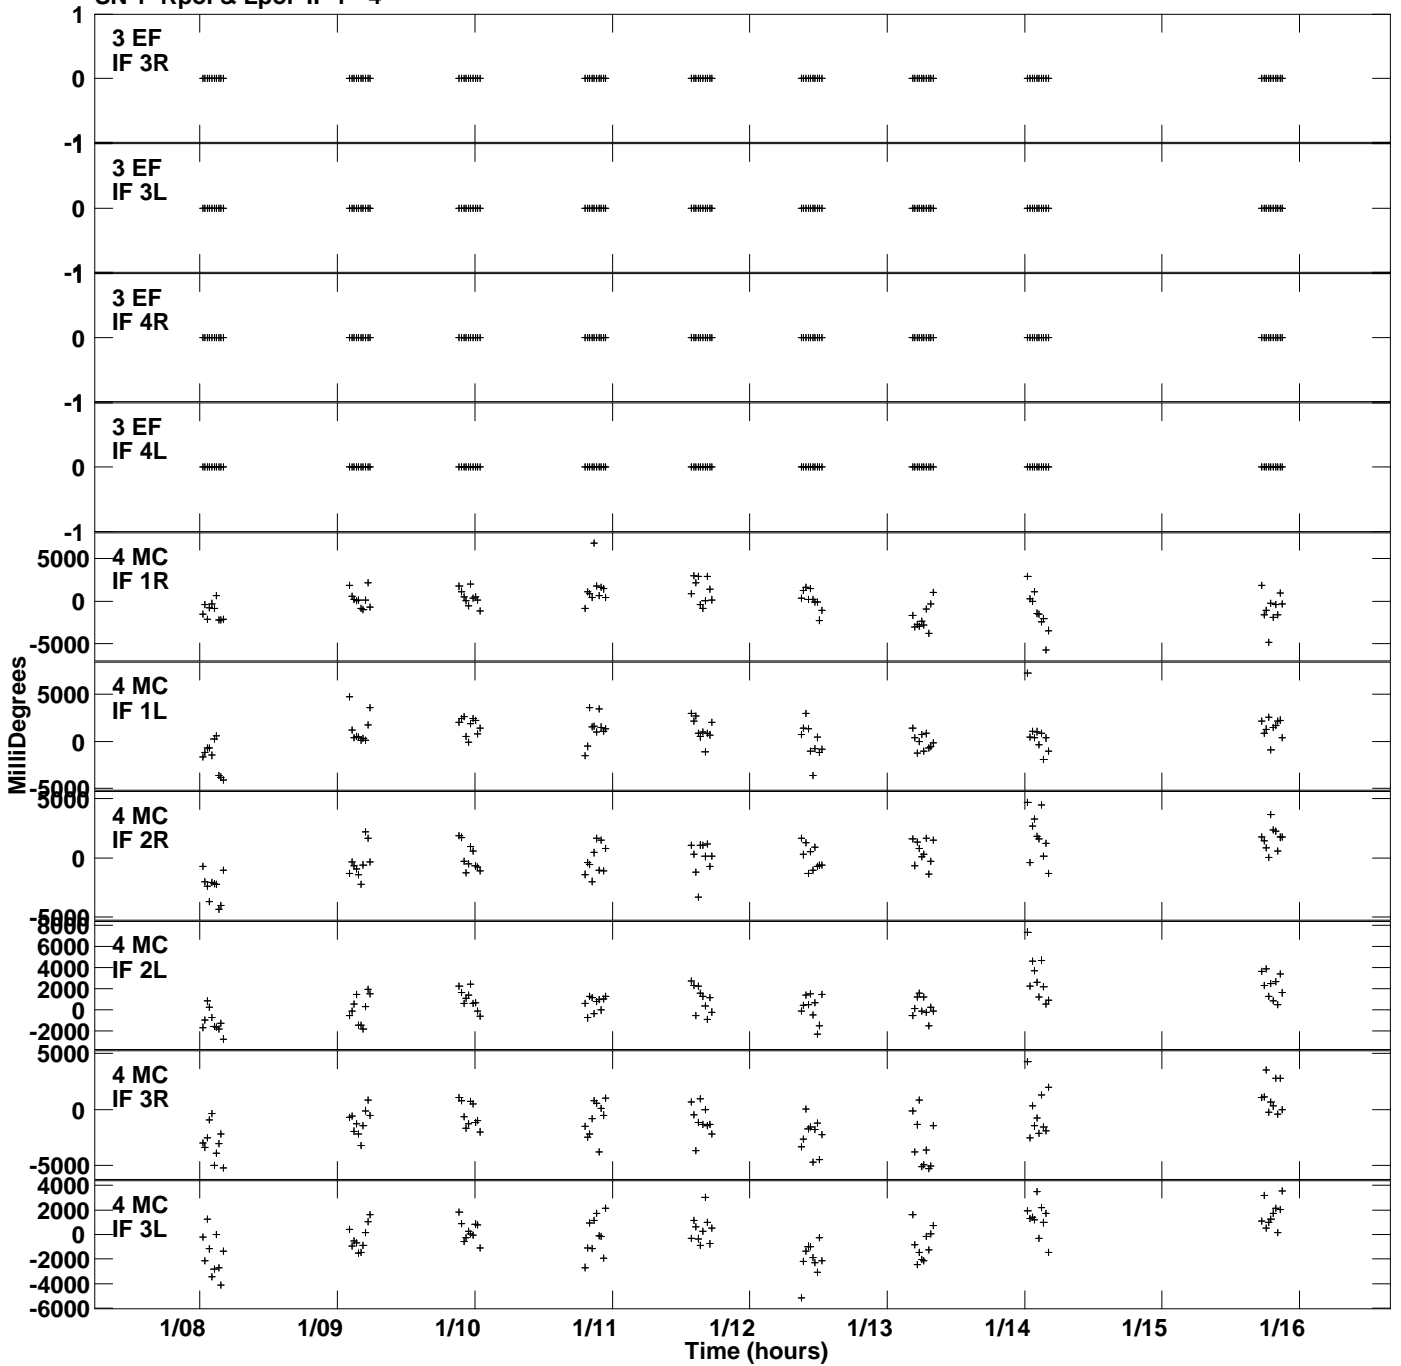 SN 1 Rpol & Lpol IF 1 - 4
1
3 EF
IF 3R
0
-1
3 EF
IF 3L
0
-1
3 EF
IF 4R
0
-1
3 EF
IF 4L
0
-1
4 MC
IF 1R
5000
0
-5000
4 MC
IF 1L
5000
0
-5000
4 MC
IF 2R
5000
0
-5000
4 MC
IF 2L
8000
6000
4000
2000
0
-2000
4 MC
IF 3R
5000
0
-5000
4 MC
IF 3L
4000
2000
0
-2000
-4000
-6000
MilliDegrees
1/08 1/09 1/10 1/11 1/12 1/13 1/14 1/15 1/16
Time (hours)